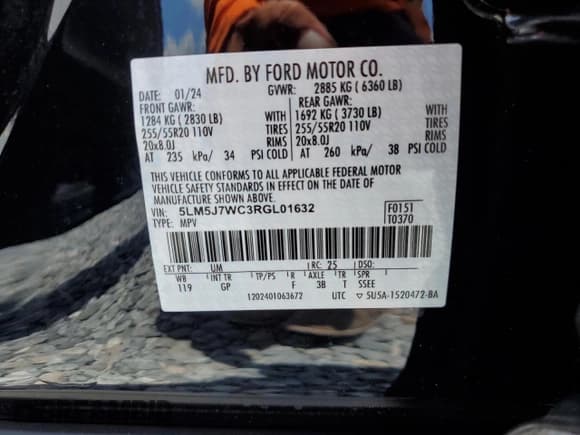 MFD. BY FORD MOTOR CO.
DATE: 01/24 GVWR: 2885 KG ( 6360 LB)
FRONT GAWR: REAR GAWR:
1284 KG ( 2830 LB) WITH 1692 KG ( 3730 LB) WITH
255/55R20 110V TIRES 255/55R20 110V TIRES
20x8.0J RIMS 20x8.0J RIMS
AT 235 kPa/ 34 PSI COLD AT 260 kPa/ 38 PSI COLD
THIS VEHICLE CONFORMS TO ALL APPLICABLE FEDERAL MOTOR
VEHICLE SAFETY STANDARDS IN EFFECT ON THE DATE OF
MANUFACTURE SHOWN ABOVE.
VIN: 5LM5J7WC3RGL01632 F0151
TYPE: MPV T0370
EXT PNT: UM RC: 25 DSO:
WB INT TR TP/PS R AXLE TR SPR
119 GP F 3B T SSEE
1202401063672 UTC ▽ 5U5A-1520472-BA